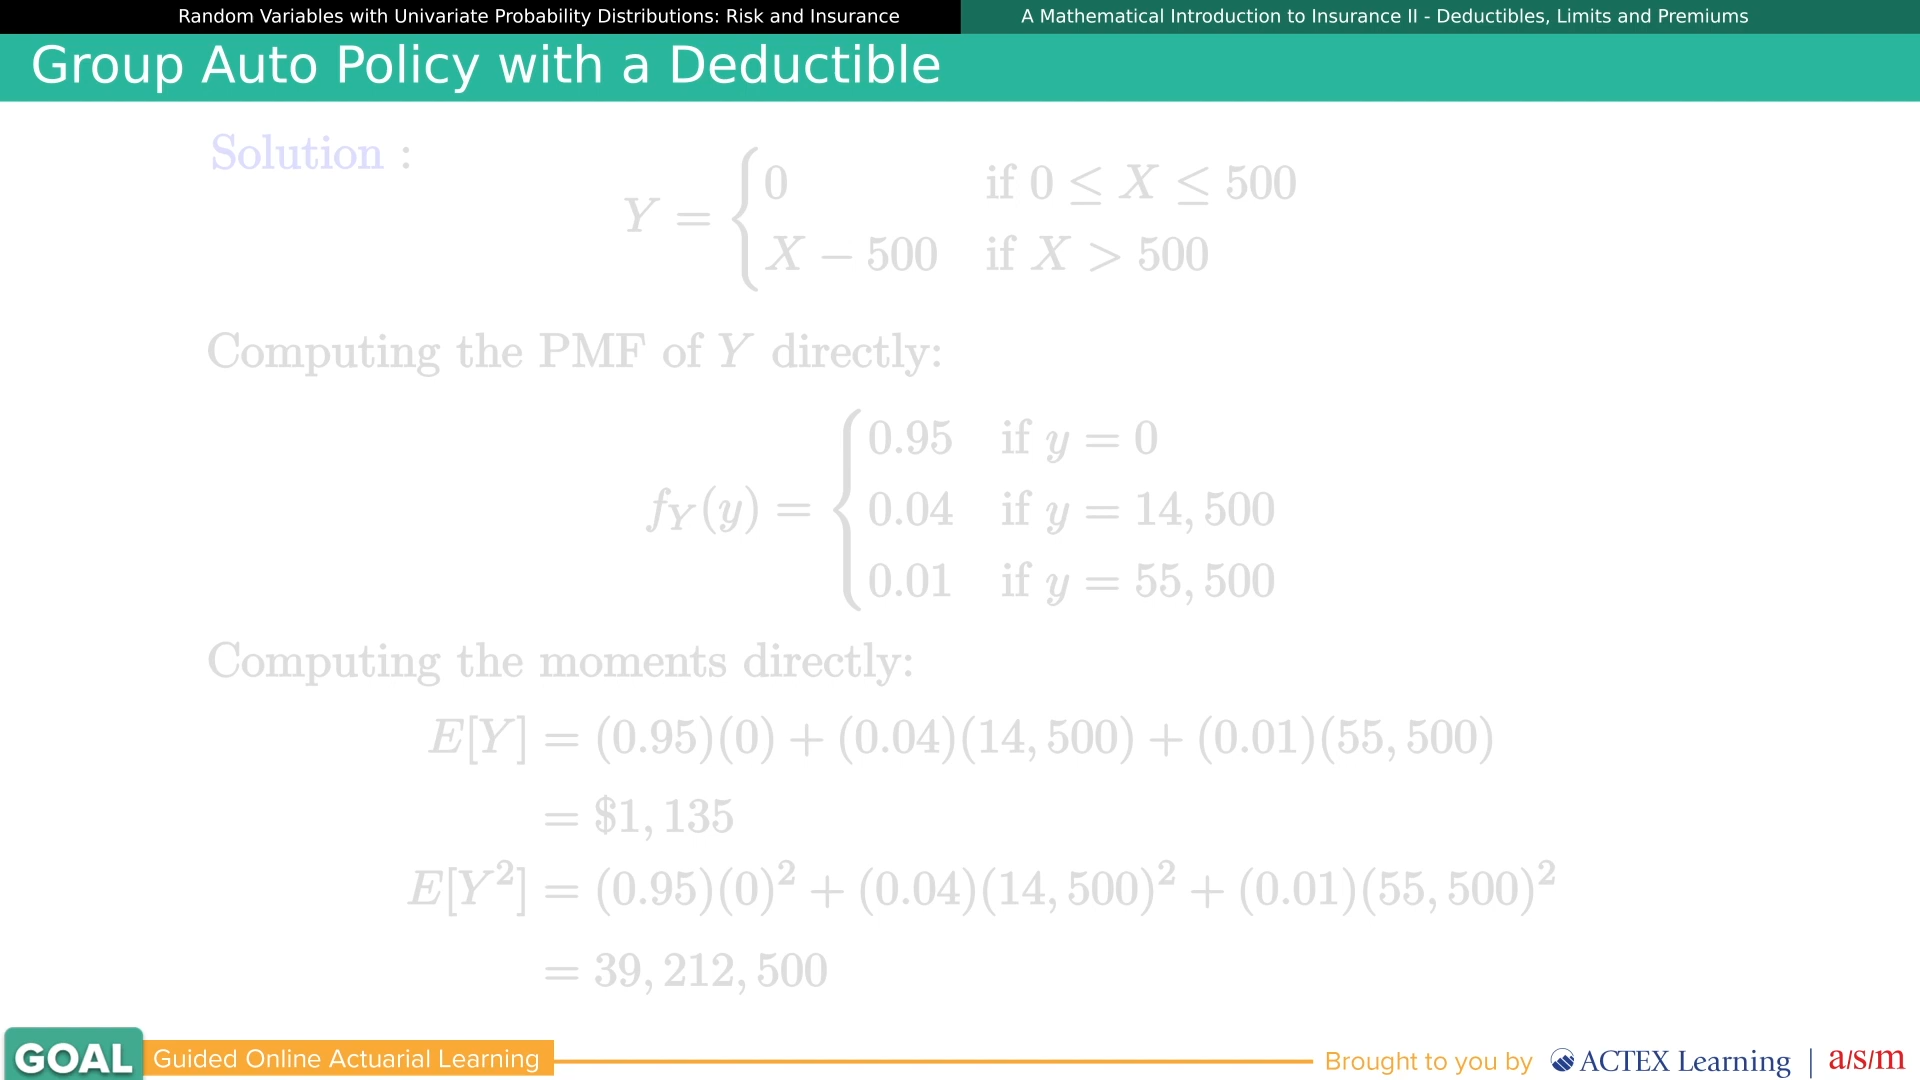 Random Variables with Univariate Probability Distributions: Risk and Insurance
A Mathematical Introduction to Insurance II - Deductibles, Limits and Premiums
Group Auto Policy with a Deductible
Solution :
Y = { 0 if 0 ≤ X ≤ 500
X − 500 if X > 500
Computing the PMF of Y directly:
f_Y(y) = { 0.95 if y = 0
0.04 if y = 14,500
0.01 if y = 55,500
Computing the moments directly:
E[Y] = (0.95)(0) + (0.04)(14,500) + (0.01)(55,500)
= $1,135
E[Y²] = (0.95)(0)² + (0.04)(14,500)² + (0.01)(55,500)²
= 39,212,500
GOAL Guided Online Actuarial Learning
Brought to you by ACTEX Learning | a/s/m